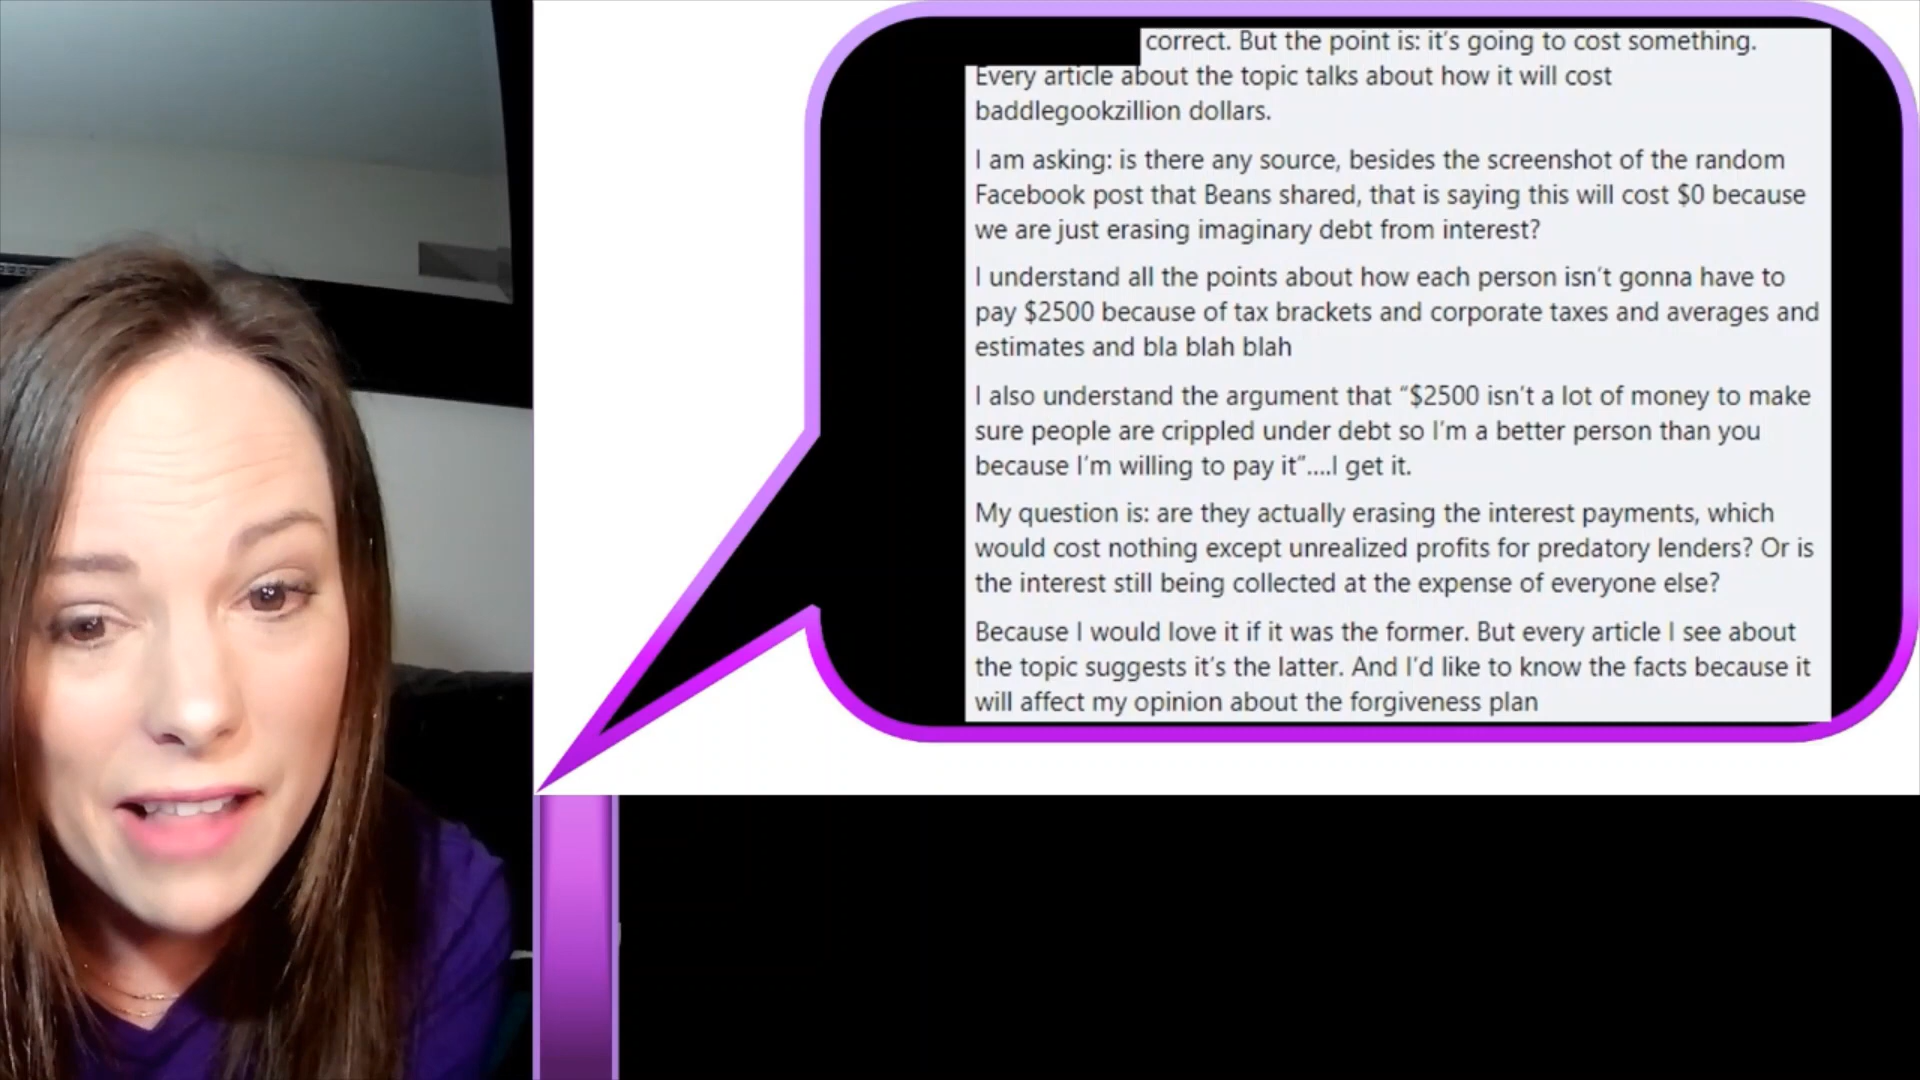 correct. But the point is: it's going to cost something.
Every article about the topic talks about how it will cost
baddlegookzillion dollars.
I am asking: is there any source, besides the screenshot of the random
Facebook post that Beans shared, that is saying this will cost $0 because
we are just erasing imaginary debt from interest?
I understand all the points about how each person isn't gonna have to
pay $2500 because of tax brackets and corporate taxes and averages and
estimates and bla blah blah
I also understand the argument that “$2500 isn't a lot of money to make
sure people are crippled under debt so I'm a better person than you
because I'm willing to pay it”....I get it.
My question is: are they actually erasing the interest payments, which
would cost nothing except unrealized profits for predatory lenders? Or is
the interest still being collected at the expense of everyone else?
Because I would love it if it was the former. But every article I see about
the topic suggests it's the latter. And I'd like to know the facts because it
will affect my opinion about the forgiveness plan